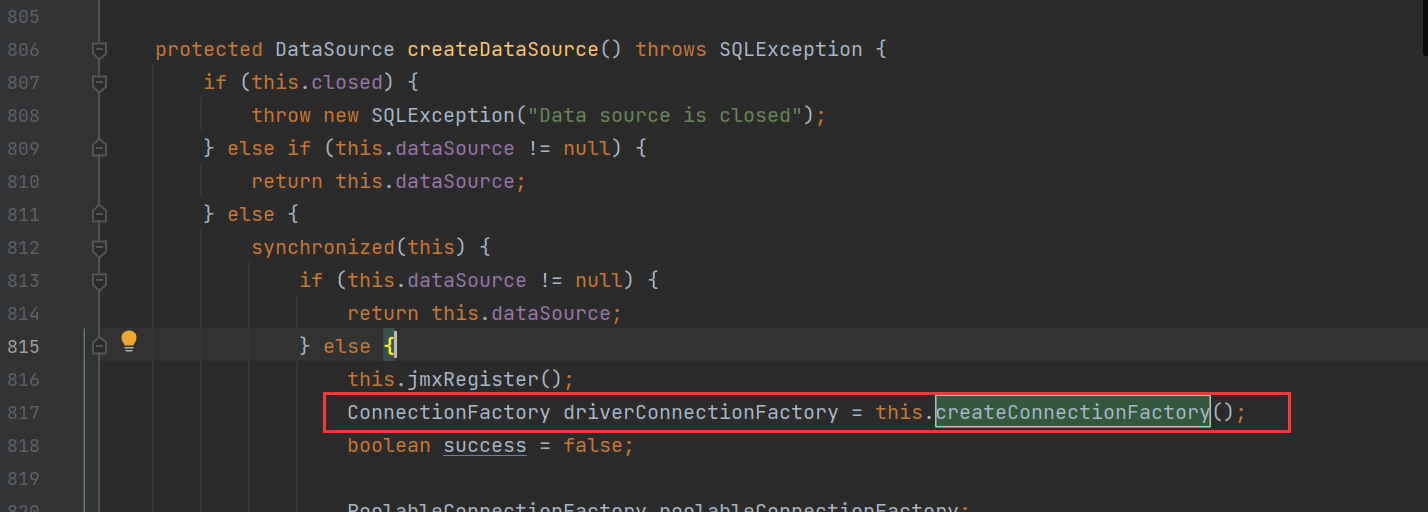 805
806 protected DataSource createDataSource() throws SQLException {
807 if (this.closed) {
808 throw new SQLException("Data source is closed");
809 } else if (this.dataSource != null) {
810 return this.dataSource;
811 } else {
812 synchronized(this) {
813 if (this.dataSource != null) {
814 return this.dataSource;
815 } else {
816 this.jmxRegister();
817 ConnectionFactory driverConnectionFactory = this.createConnectionFactory();
818 boolean success = false;
819
820 PoolableConnectionFactory poolableConnectionFactory;